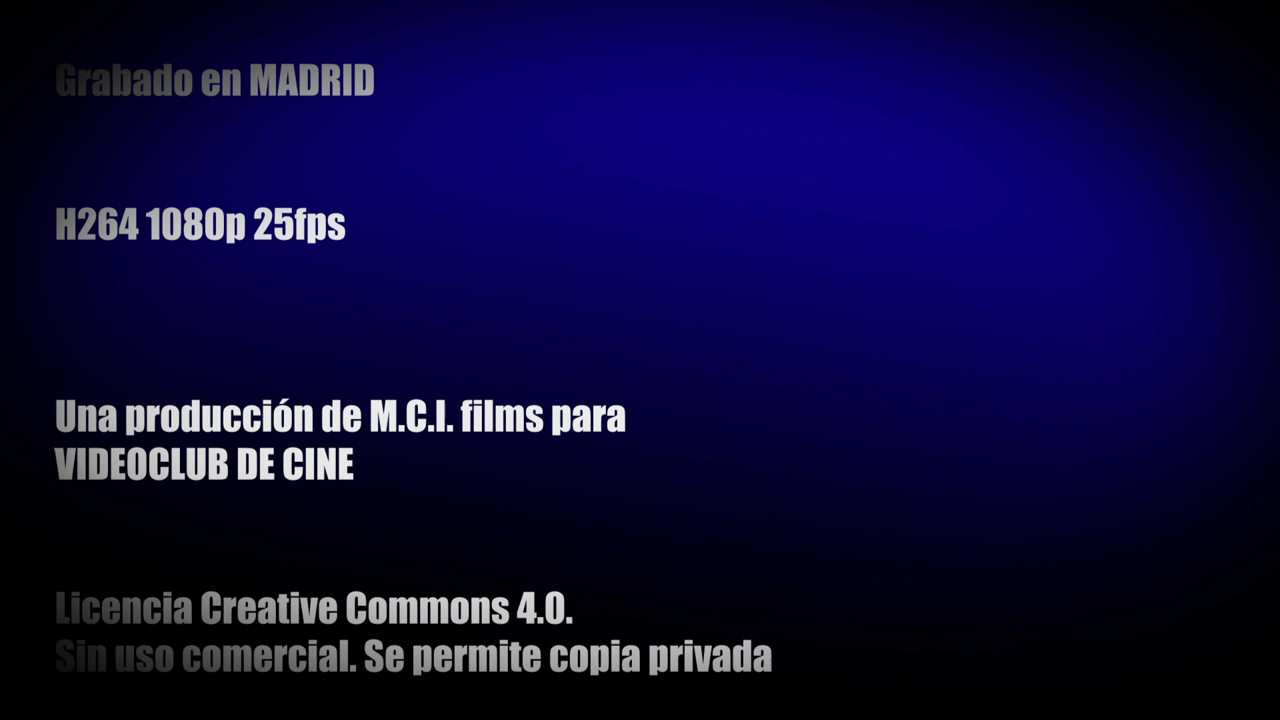 Grabado en MADRID
H264 1080p 25fps
Una producción de M.C.I. films para
VIDEOCLUB DE CINE
Licencia Creative Commons 4.0.
Sin uso comercial. Se permite copia privada